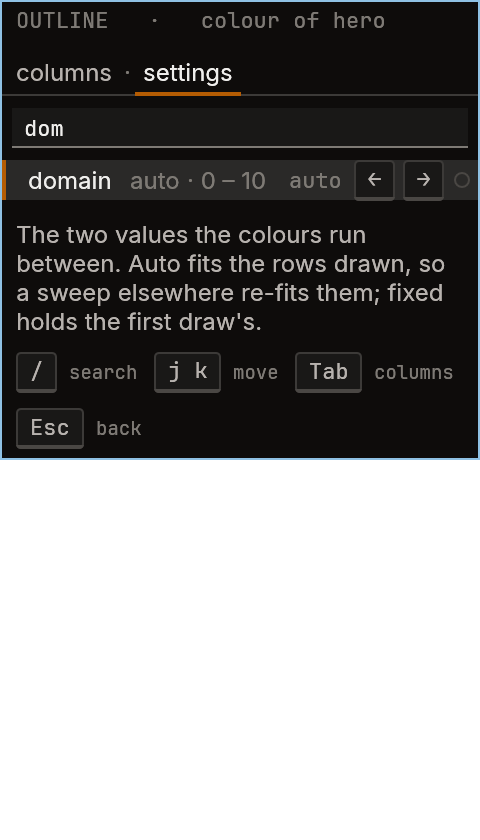 OUTLINE · colour of hero
columns · settings
dom
domain auto · 0 – 10 auto ← →
The two values the colours run
between. Auto fits the rows drawn, so
a sweep elsewhere re-fits them; fixed
holds the first draw's.
/ search j k move Tab columns
Esc back